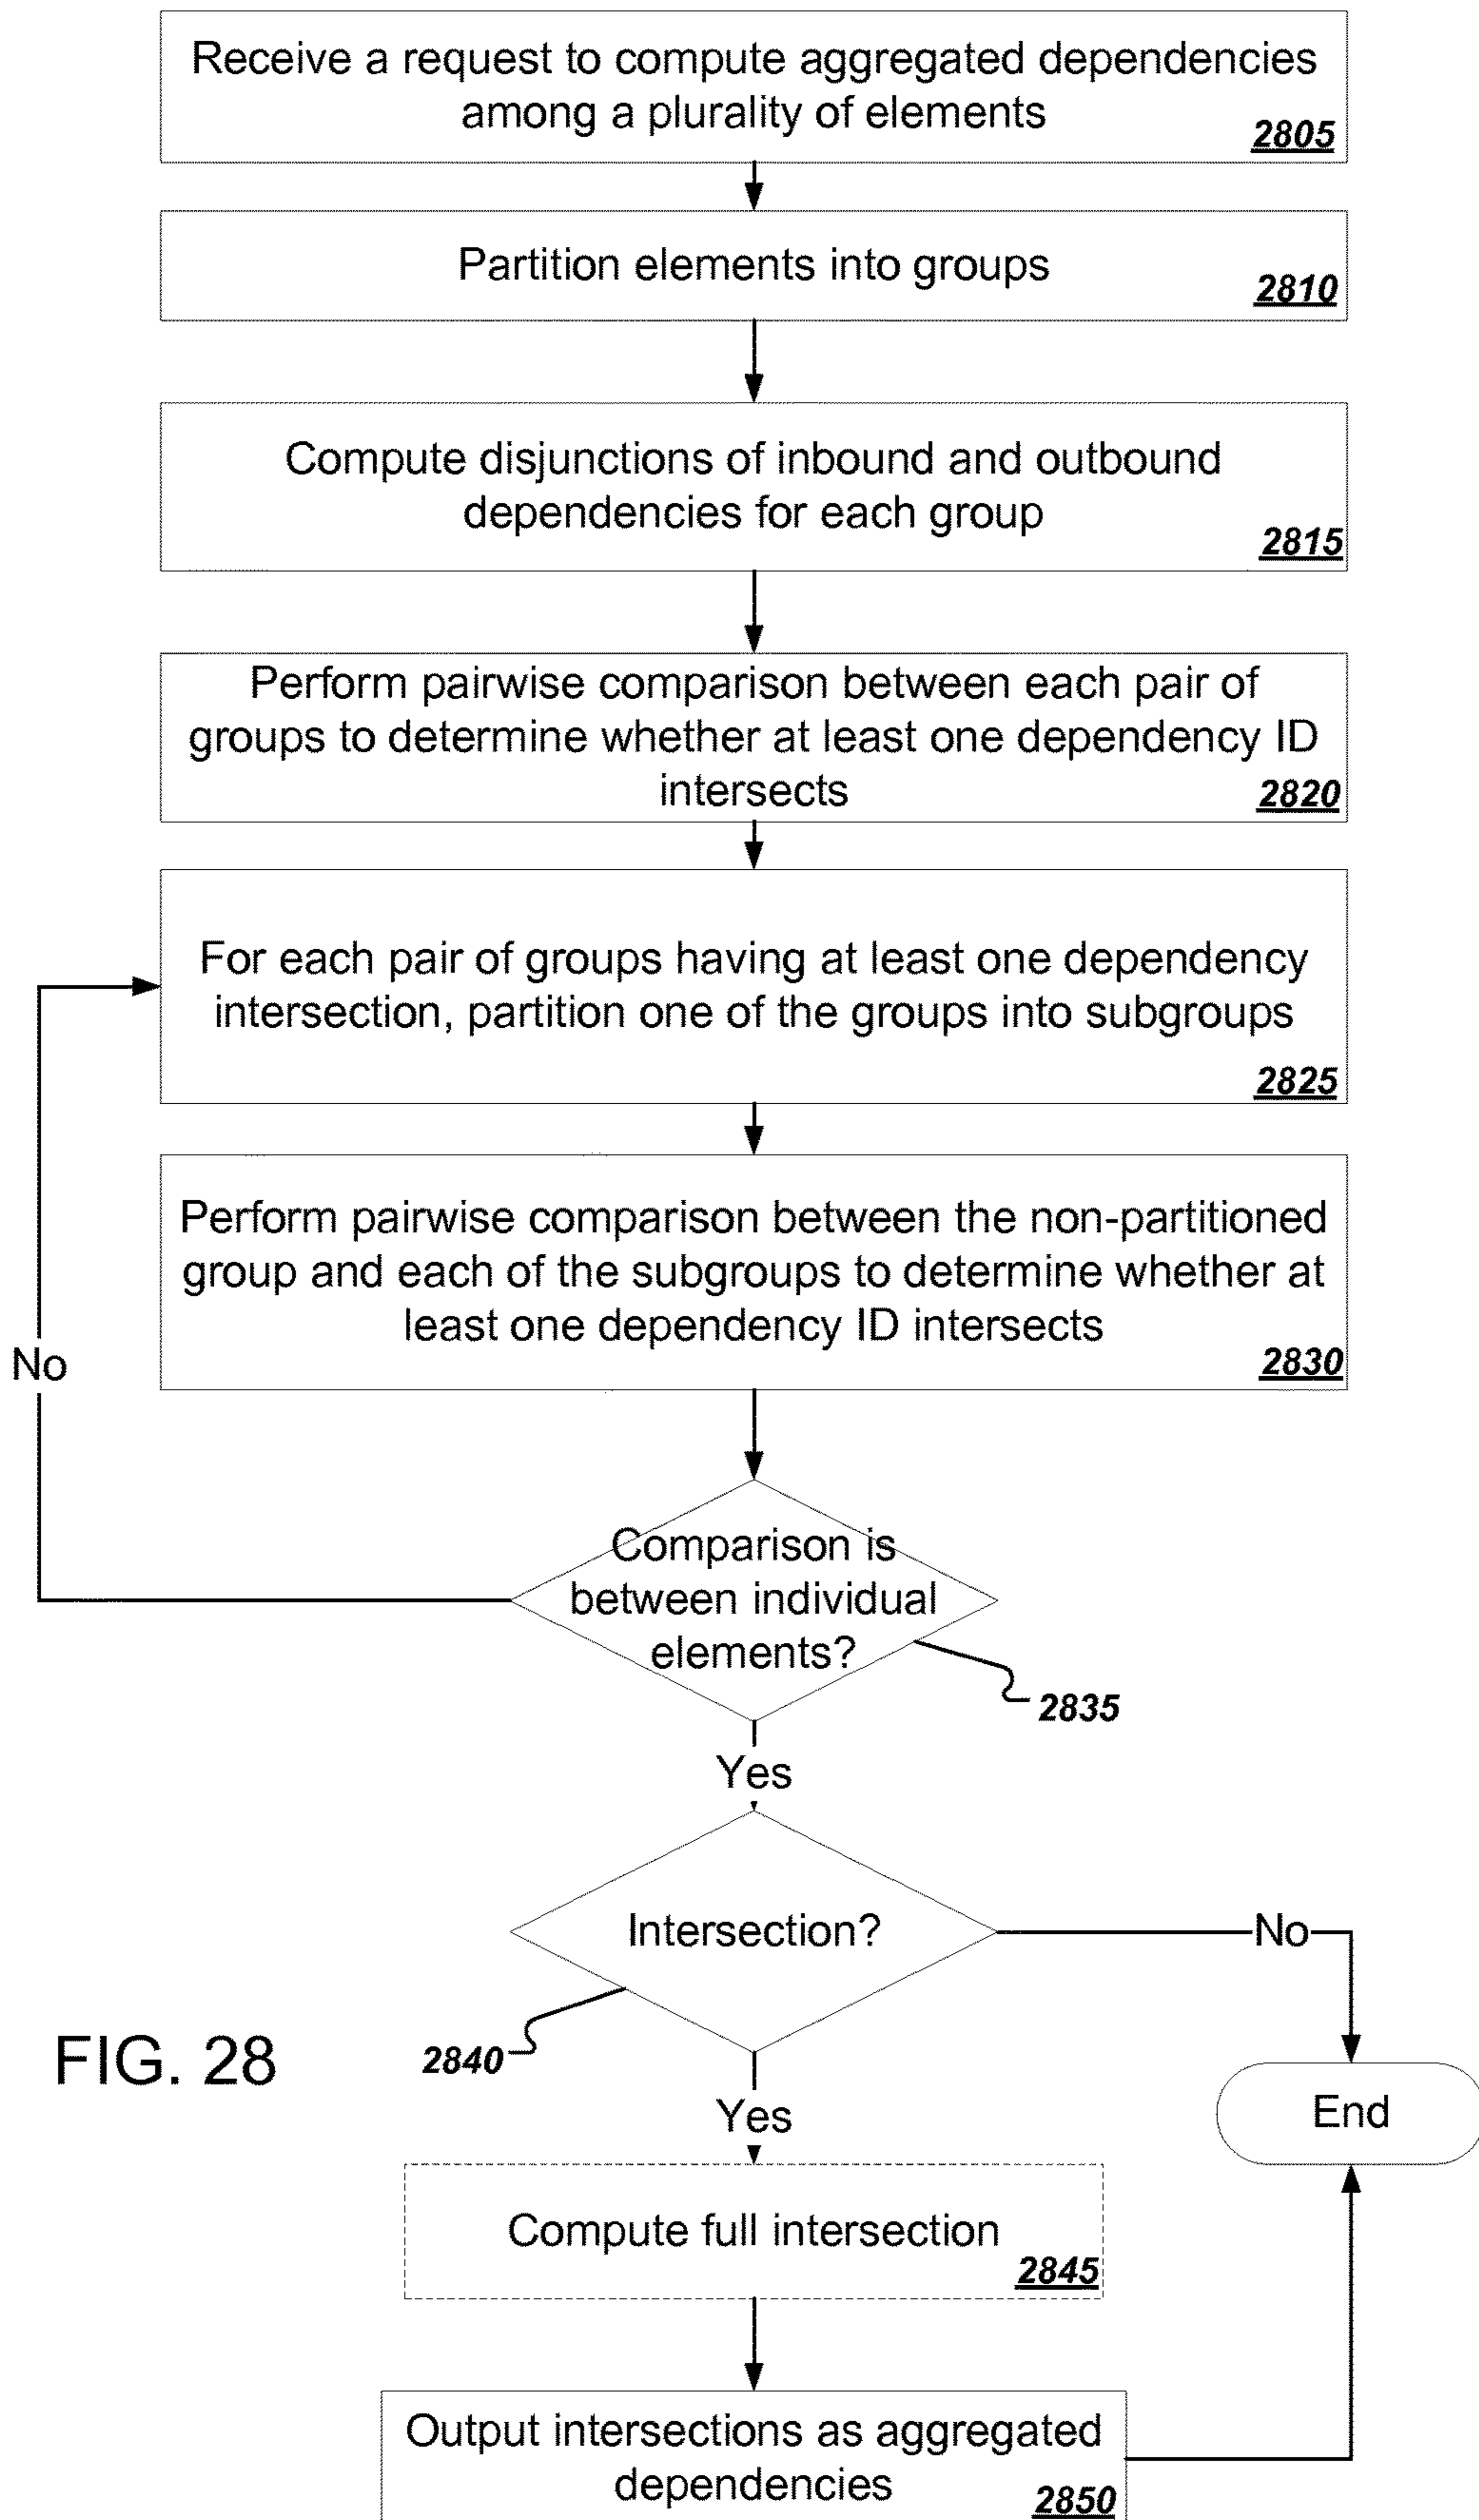 Receive a request to compute aggregated dependencies
among a plurality of elements
2805
Partition elements into groups
2810
Compute disjunctions of inbound and outbound
dependencies for each group
2815
Perform pairwise comparison between each pair of
groups to determine whether at least one dependency ID
intersects
2820
For each pair of groups having at least one dependency
intersection, partition one of the groups into subgroups
2825
Perform pairwise comparison between the non-partitioned
group and each of the subgroups to determine whether at
least one dependency ID intersects
2830
No
Comparison is
between individual
elements?
2835
Yes
Intersection?
No
2840
FIG. 28
Yes
End
Compute full intersection
2845
Output intersections as aggregated
dependencies
2850